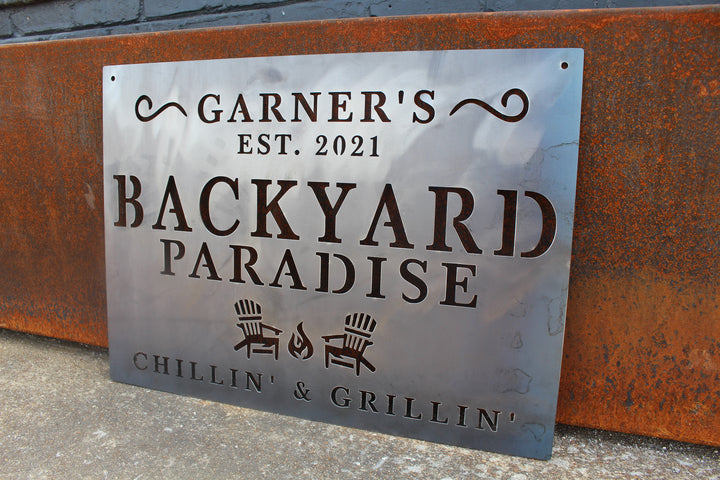 GARNER'S
EST. 2021
BACKYARD
PARADISE
CHILLIN' & GRILLIN'